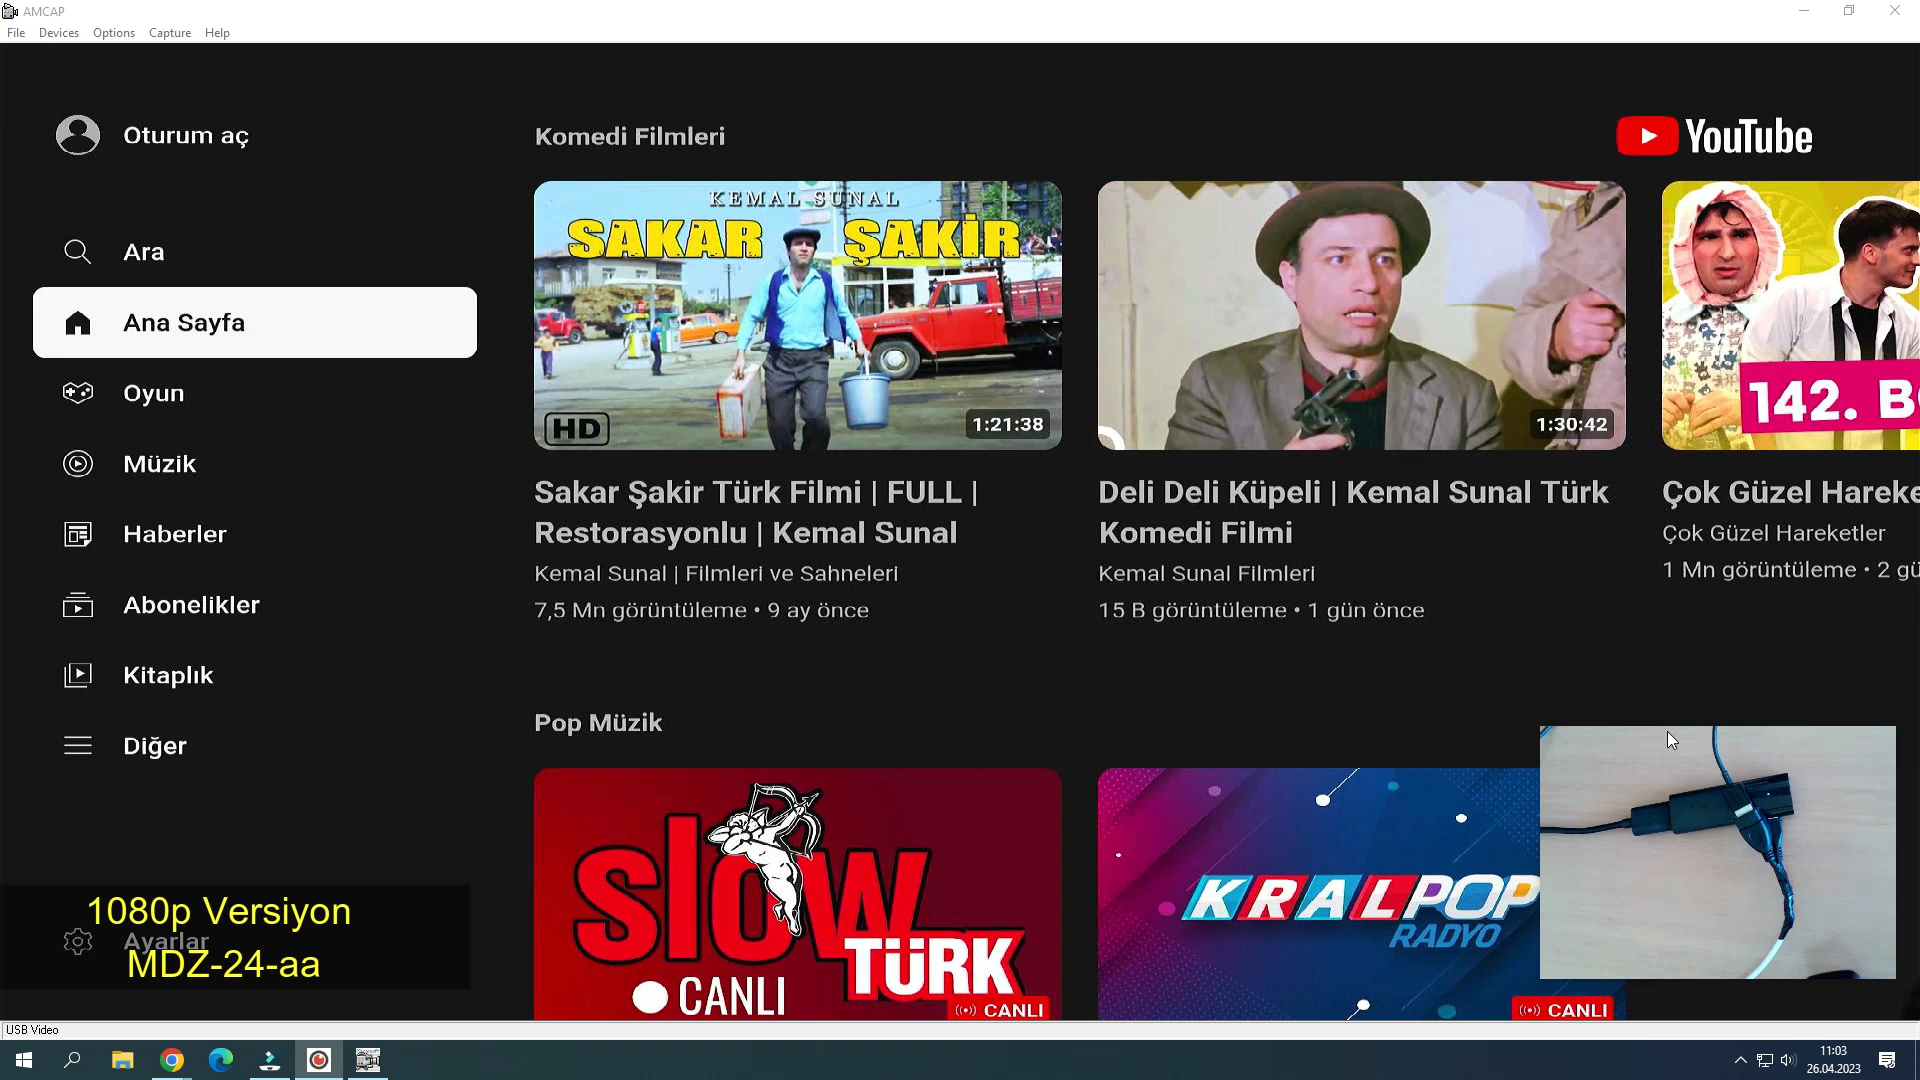 AMCAP
File Devices Options Capture Help
Oturum aç
Ara
Ana Sayfa
Oyun
Müzik
Haberler
Abonelikler
Kitaplık
Diğer
Ayarlar
1080p Versiyon
MDZ-24-aa
Komedi Filmleri
YouTube
KEMAL SUNAL
SAKAR ŞAKİR
HD
1:21:38
Sakar Şakir Türk Filmi | FULL |
Restorasyonlu | Kemal Sunal
Kemal Sunal | Filmleri ve Sahneleri
7,5 Mn görüntüleme • 9 ay önce
1:30:42
Deli Deli Küpeli | Kemal Sunal Türk
Komedi Filmi
Kemal Sunal Filmleri
15 B görüntüleme • 1 gün önce
142. B
Çok Güzel Hareke
Çok Güzel Hareketler
1 Mn görüntüleme • 2 gü
Pop Müzik
slow
TÜRK
CANLI
CANLI
KRALPOP
RADYO
CANLI
USB Video
11:03
26.04.2023